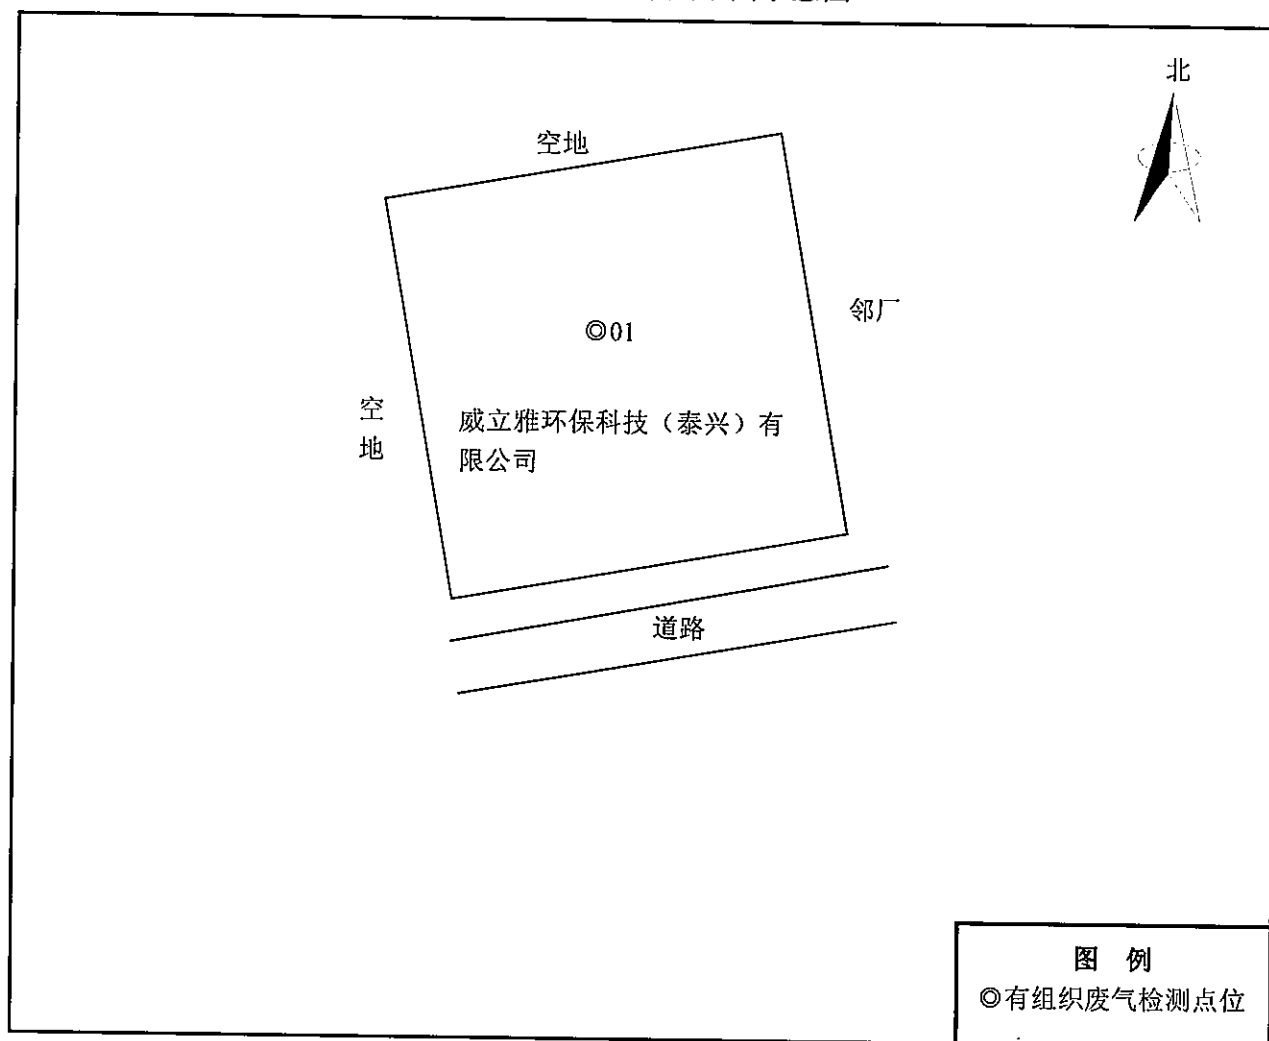 北
空地
邻厂
◎01
空
地
威立雅环保科技（泰兴）有
限公司
道路
图 例
◎有组织废气检测点位